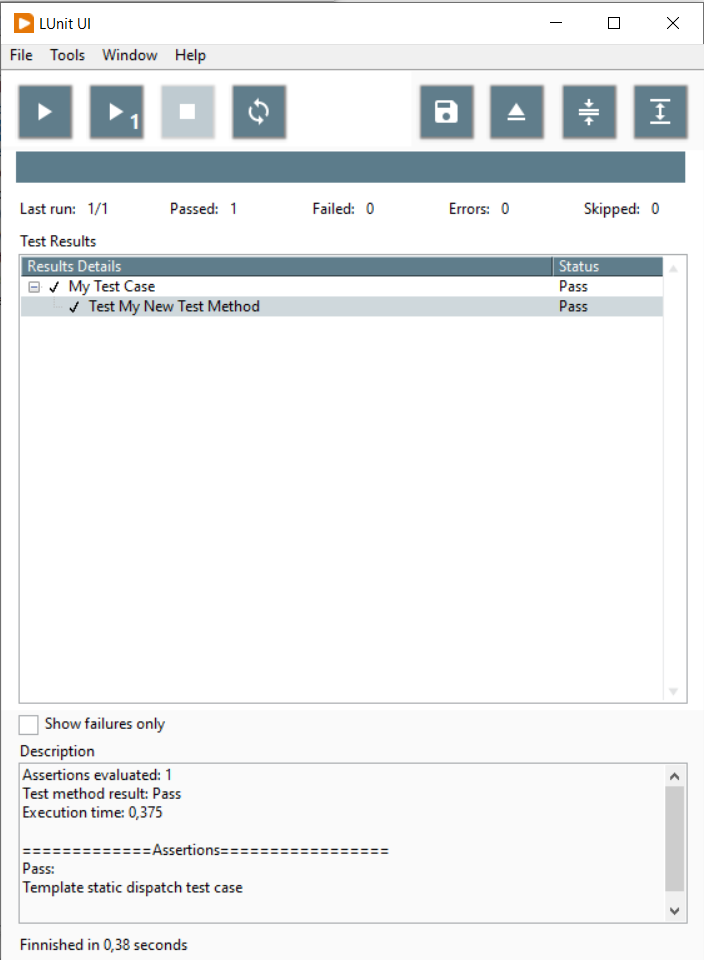 LUnit UI
File Tools Window Help
1
Last run: 1/1 Passed: 1 Failed: 0 Errors: 0 Skipped: 0
Test Results
Results Details Status
My Test Case Pass
Test My New Test Method Pass
Show failures only
Description
Assertions evaluated: 1
Test method result: Pass
Execution time: 0,375
=============Assertions=================
Pass:
Template static dispatch test case
Finnished in 0,38 seconds